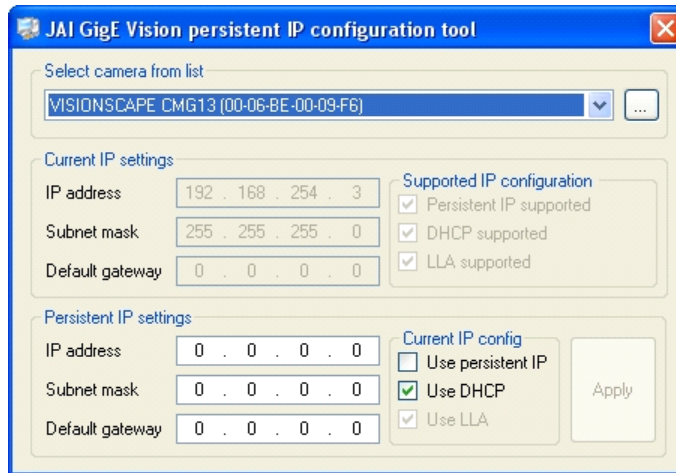 JAI GigE Vision persistent IP configuration tool
Select camera from list
VISIONSCAPE CMG13 (00-06-BE-00-09-F6)
...
Current IP settings
IP address 192 . 168 . 254 . 3
Subnet mask 255 . 255 . 255 . 0
Default gateway 0 . 0 . 0 . 0
Supported IP configuration
Persistent IP supported
DHCP supported
LLA supported
Persistent IP settings
IP address 0 . 0 . 0 . 0
Subnet mask 0 . 0 . 0 . 0
Default gateway 0 . 0 . 0 . 0
Current IP config
Use persistent IP
Use DHCP
Use LLA
Apply